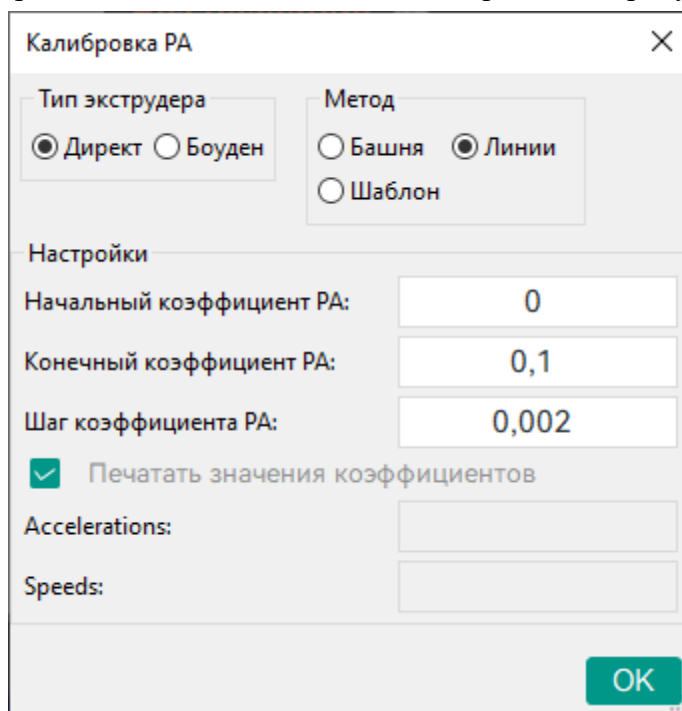 Калибровка PA
Тип экструдера
Метод
Директ Боуден
Башня Линии
Шаблон
Настройки
Начальный коэффициент PA: 0
Конечный коэффициент PA: 0,1
Шаг коэффициента PA: 0,002
Печатать значения коэффициентов
Accelerations:
Speeds:
OK